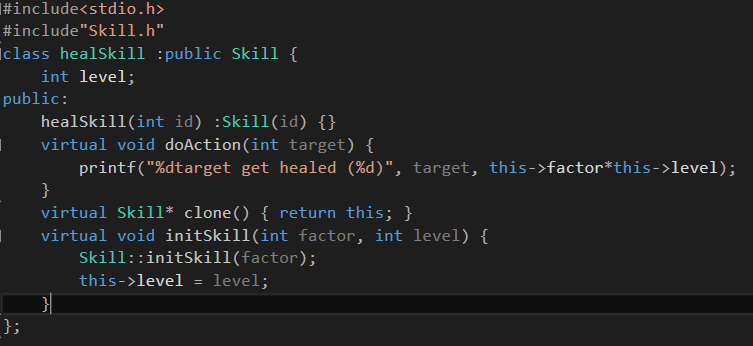 #include<stdio.h>
#include"Skill.h"
class healSkill :public Skill {
    int level;
public:
    healSkill(int id) :Skill(id) {}
    virtual void doAction(int target) {
        printf("%dtarget get healed (%d)", target, this->factor*this->level);
    }
    virtual Skill* clone() { return this; }
    virtual void initSkill(int factor, int level) {
        Skill::initSkill(factor);
        this->level = level;
    }
};